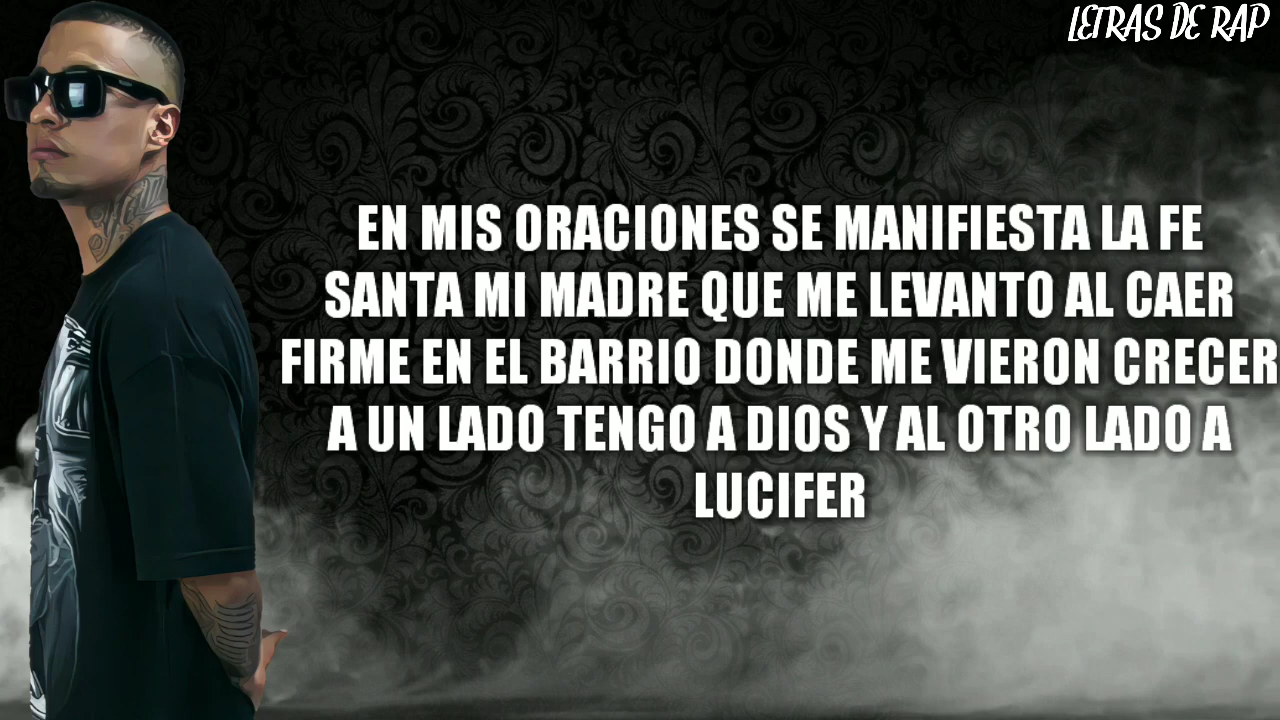 LETRAS DE RAP
EN MIS ORACIONES SE MANIFIESTA LA FE
SANTA MI MADRE QUE ME LEVANTO AL CAER
FIRME EN EL BARRIO DONDE ME VIERON CRECER
A UN LADO TENGO A DIOS Y AL OTRO LADO A
LUCIFER